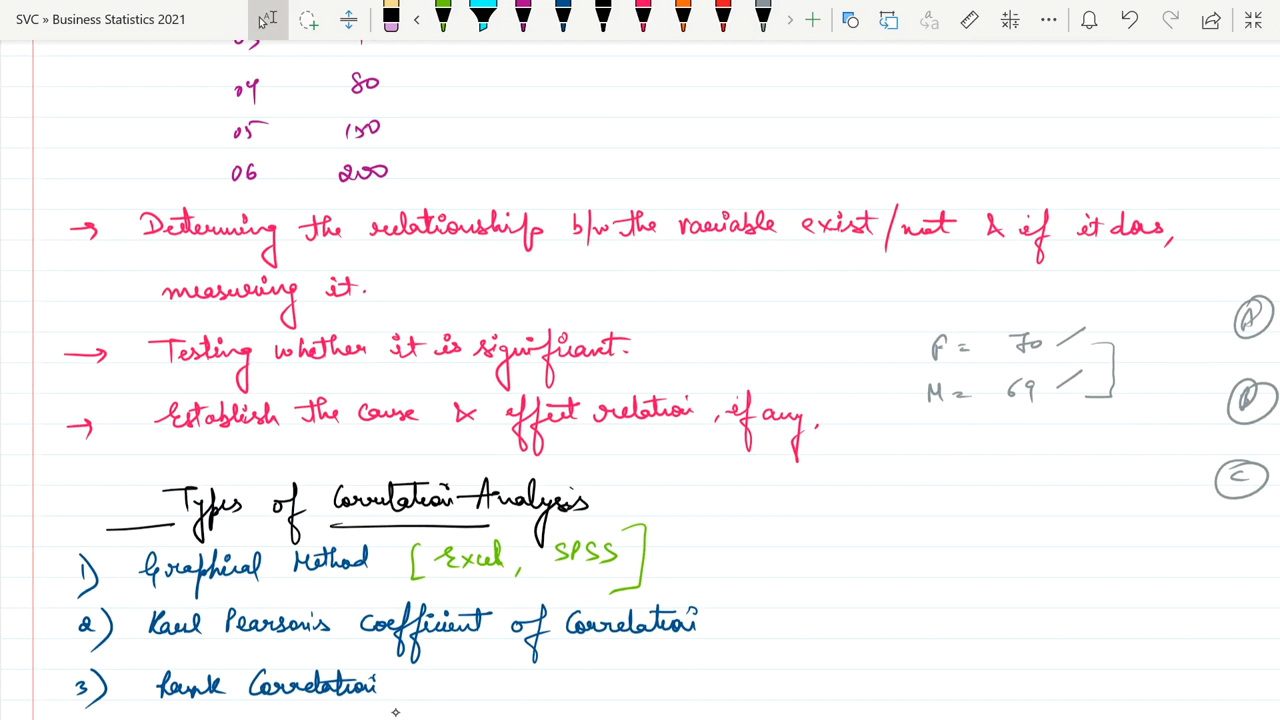 SVC » Business Statistics 2021
04 80
05 150
06 200
→ Determing the relationship b/w the variable exist/not & if it does,
measuring it.
→ Testing whether it is significant.
F = 70
M = 69
→ Establish the cause & effect relation, if any.
C
Types of Correlation Analysis
1) Graphical Method [Excel, SPSS]
2) Karl Pearson's Coefficient of Correlation
3) Rank Correlation